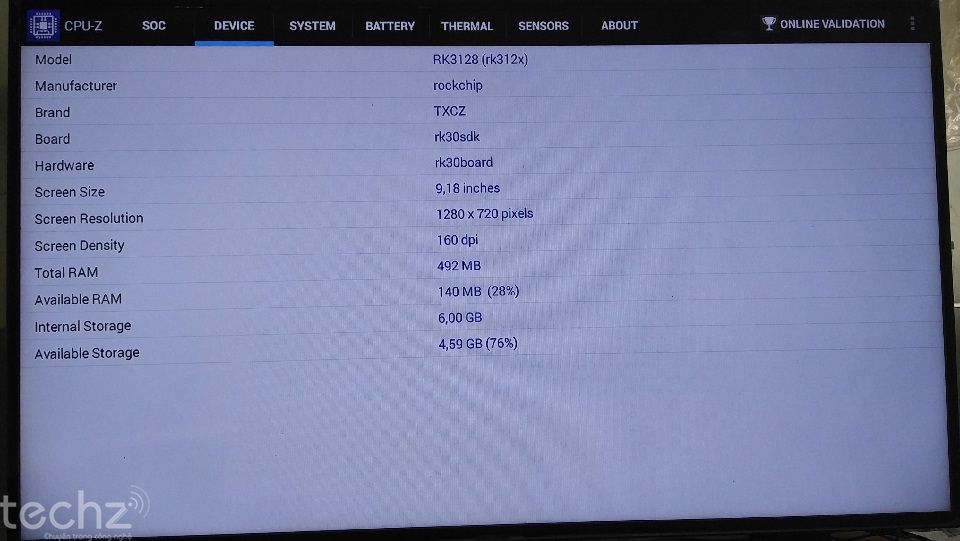 CPU-Z SOC DEVICE SYSTEM BATTERY THERMAL SENSORS ABOUT ONLINE VALIDATION
Model RK3128 (rk312x)
Manufacturer rockchip
Brand TXCZ
Board rk30sdk
Hardware rk30board
Screen Size 9,18 inches
Screen Resolution 1280 x 720 pixels
Screen Density 160 dpi
Total RAM 492 MB
Available RAM 140 MB (28%)
Internal Storage 6,00 GB
Available Storage 4,59 GB (76%)
techz
Chuyên trang công nghệ